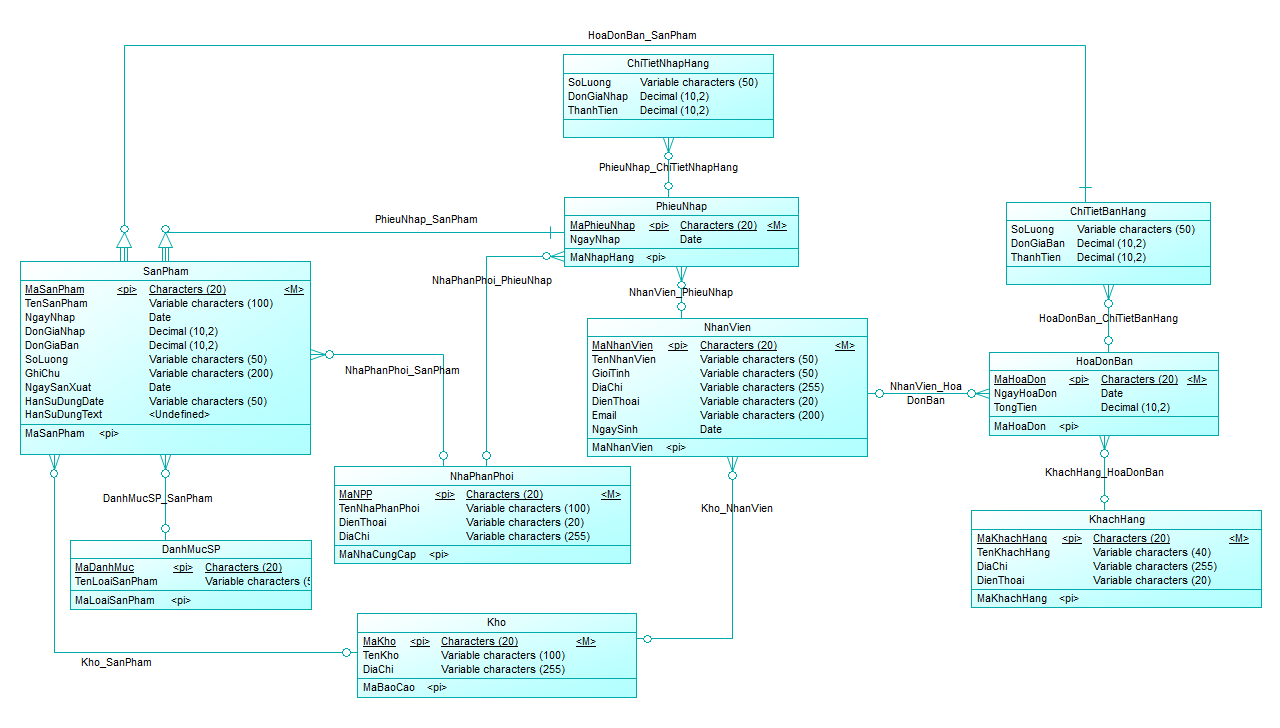 HoaDonBan_SanPham
ChiTietNhapHang
SoLuong Variable characters (50)
DonGiaNhap Decimal (10,2)
ThanhTien Decimal (10,2)
PhieuNhap_ChiTietNhapHang
PhieuNhap
MaPhieuNhap <pi> Characters (20) <M>
NgayNhap Date
MaNhapHang <pi>
PhieuNhap_SanPham
ChiTietBanHang
SoLuong Variable characters (50)
DonGiaBan Decimal (10,2)
ThanhTien Decimal (10,2)
SanPham
MaSanPham <pi> Characters (20) <M>
TenSanPham Variable characters (100)
NgayNhap Date
DonGiaNhap Decimal (10,2)
DonGiaBan Decimal (10,2)
SoLuong Variable characters (50)
GhiChu Variable characters (200)
NgaySanXuat Date
HanSuDungDate Variable characters (50)
HanSuDungText <Undefined>
MaSanPham <pi>
NhaPhanPhoi_PhieuNhap
NhanVien_PhieuNhap
NhanVien
MaNhanVien <pi> Characters (20) <M>
TenNhanVien Variable characters (50)
GioiTinh Variable characters (50)
DiaChi Variable characters (255)
DienThoai Variable characters (20)
Email Variable characters (200)
NgaySinh Date
MaNhanVien <pi>
HoaDonBan_ChiTietBanHang
HoaDonBan
MaHoaDon <pi> Characters (20) <M>
NgayHoaDon Date
TongTien Decimal (10,2)
MaHoaDon <pi>
NhaPhanPhoi_SanPham
NhanVien_Hoa
DonBan
NhaPhanPhoi
MaNPP <pi> Characters (20) <M>
TenNhaPhanPhoi Variable characters (100)
DienThoai Variable characters (20)
DiaChi Variable characters (255)
MaNhaCungCap <pi>
KhachHang_HoaDonBan
DanhMucSP_SanPham
Kho_NhanVien
KhachHang
MaKhachHang <pi> Characters (20) <M>
TenKhachHang Variable characters (40)
DiaChi Variable characters (255)
DienThoai Variable characters (20)
MaKhachHang <pi>
DanhMucSP
MaDanhMuc <pi> Characters (20)
TenLoaiSanPham Variable characters
MaLoaiSanPham <pi>
Kho
MaKho <pi> Characters (20) <M>
TenKho Variable characters (100)
DiaChi Variable characters (255)
MaBaoCao <pi>
Kho_SanPham